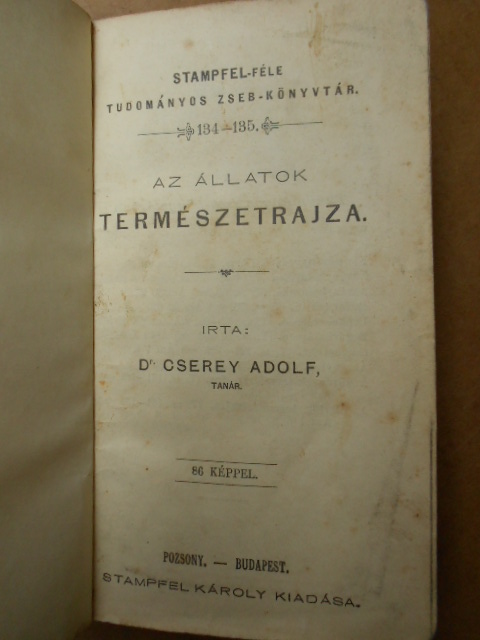 STAMPFEL-FÉLE
TUDOMÁNYOS ZSEB-KÖNYVTÁR.
134—135.
AZ ÁLLATOK
TERMÉSZETRAJZA.
IRTA:
Dr. CSEREY ADOLF,
TANÁR.
86 KÉPPEL.
POZSONY. — BUDAPEST.
STAMPFEL KÁROLY KIADÁSA.